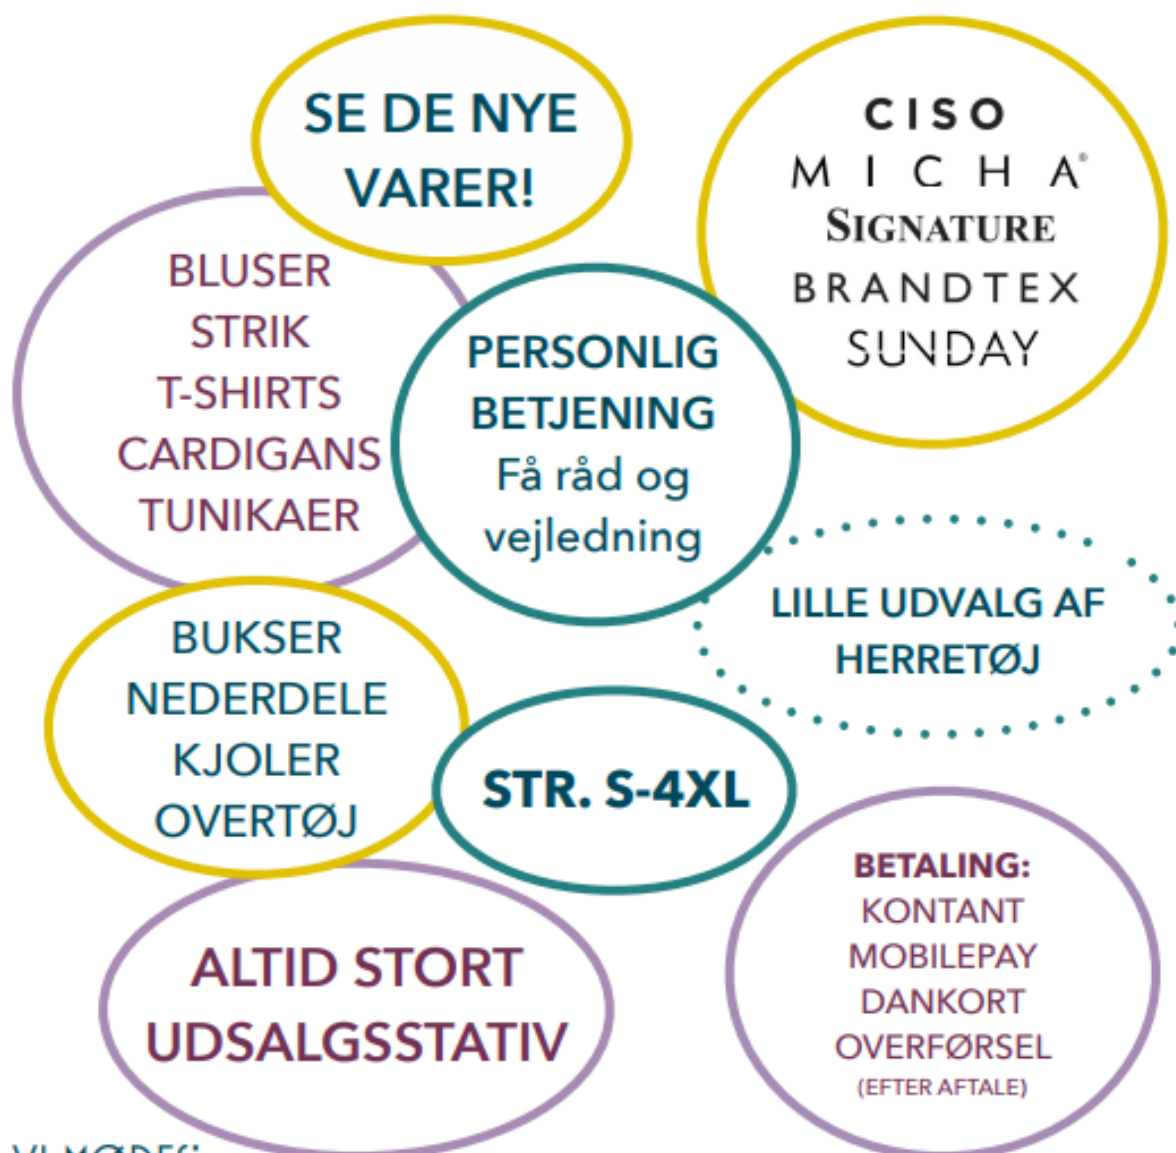 SE DE NYE
VARER!
CISO
MICHA®
SIGNATURE
BRANDTEX
SUNDAY
BLUSER
STRIK
T-SHIRTS
CARDIGANS
TUNIKAER
PERSONLIG
BETJENING
Få råd og
vejledning
LILLE UDVALG AF
HERRETØJ
BUKSER
NEDERDELE
KJOLER
OVERTØJ
STR. S-4XL
BETALING:
KONTANT
MOBILEPAY
DANKORT
OVERFØRSEL
(EFTER AFTALE)
ALTID STORT
UDSALGSSTATIV